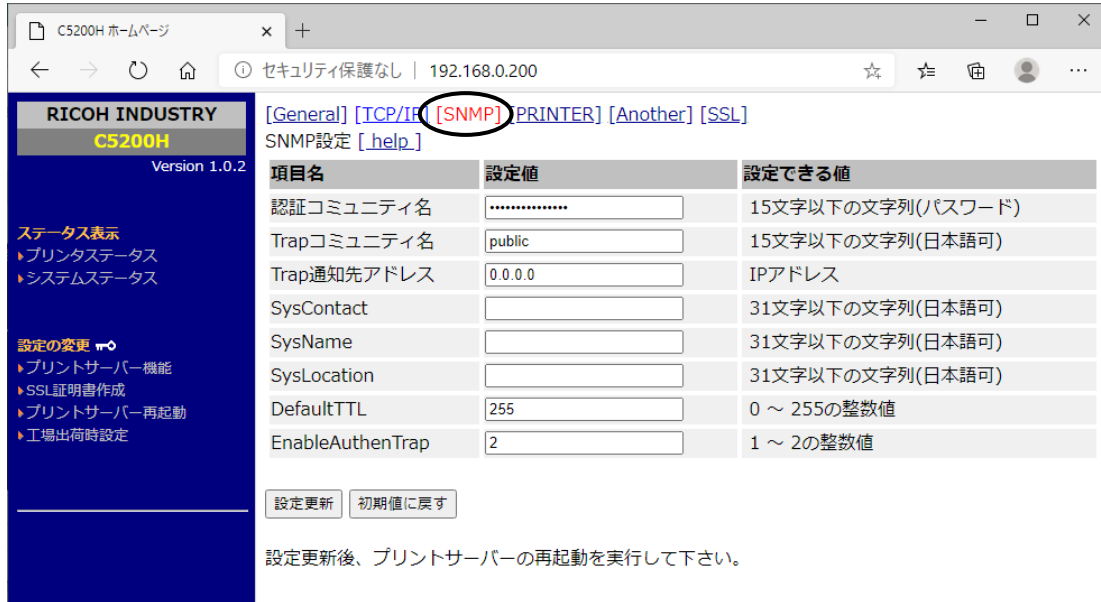 C5200H ホームページ
セキュリティ保護なし | 192.168.0.200
RICOH INDUSTRY
C5200H
Version 1.0.2
ステータス表示
プリンタステータス
システムステータス
設定の変更
プリントサーバー機能
SSL証明書作成
プリントサーバー再起動
工場出荷時設定
[General] [TCP/IP] [SNMP] [PRINTER] [Another] [SSL]
SNMP設定 [ help ]
項目名 設定値 設定できる値
認証コミュニティ名 ••••••••••••••• 15文字以下の文字列(パスワード)
Trapコミュニティ名 public 15文字以下の文字列(日本語可)
Trap通知先アドレス 0.0.0.0 IPアドレス
SysContact 31文字以下の文字列(日本語可)
SysName 31文字以下の文字列(日本語可)
SysLocation 31文字以下の文字列(日本語可)
DefaultTTL 255 0 ～ 255の整数値
EnableAuthenTrap 2 1 ～ 2の整数値
設定更新 初期値に戻す
設定更新後、プリントサーバーの再起動を実行して下さい。